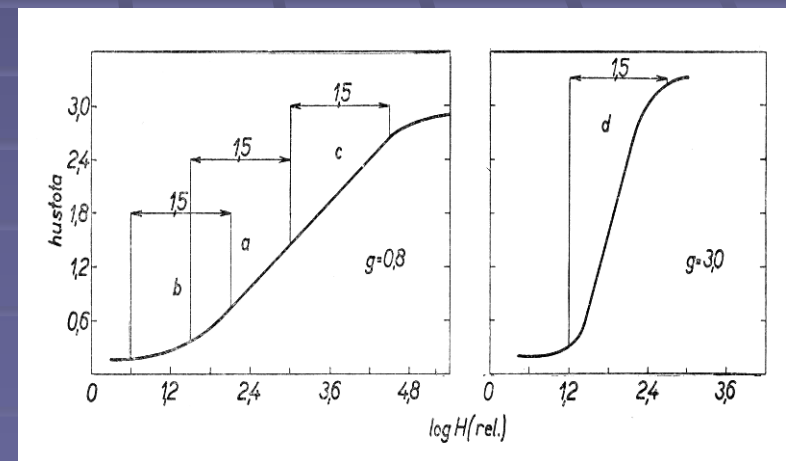 1,5
1,5
1,5
1,5
3,0
2,4
1,8
1,2
0,6
hustota
a
b
c
d
g=0,8
g=3,0
0 1,2 2,4 3,6 4,8
0 1,2 2,4 3,6
log H(rel.)